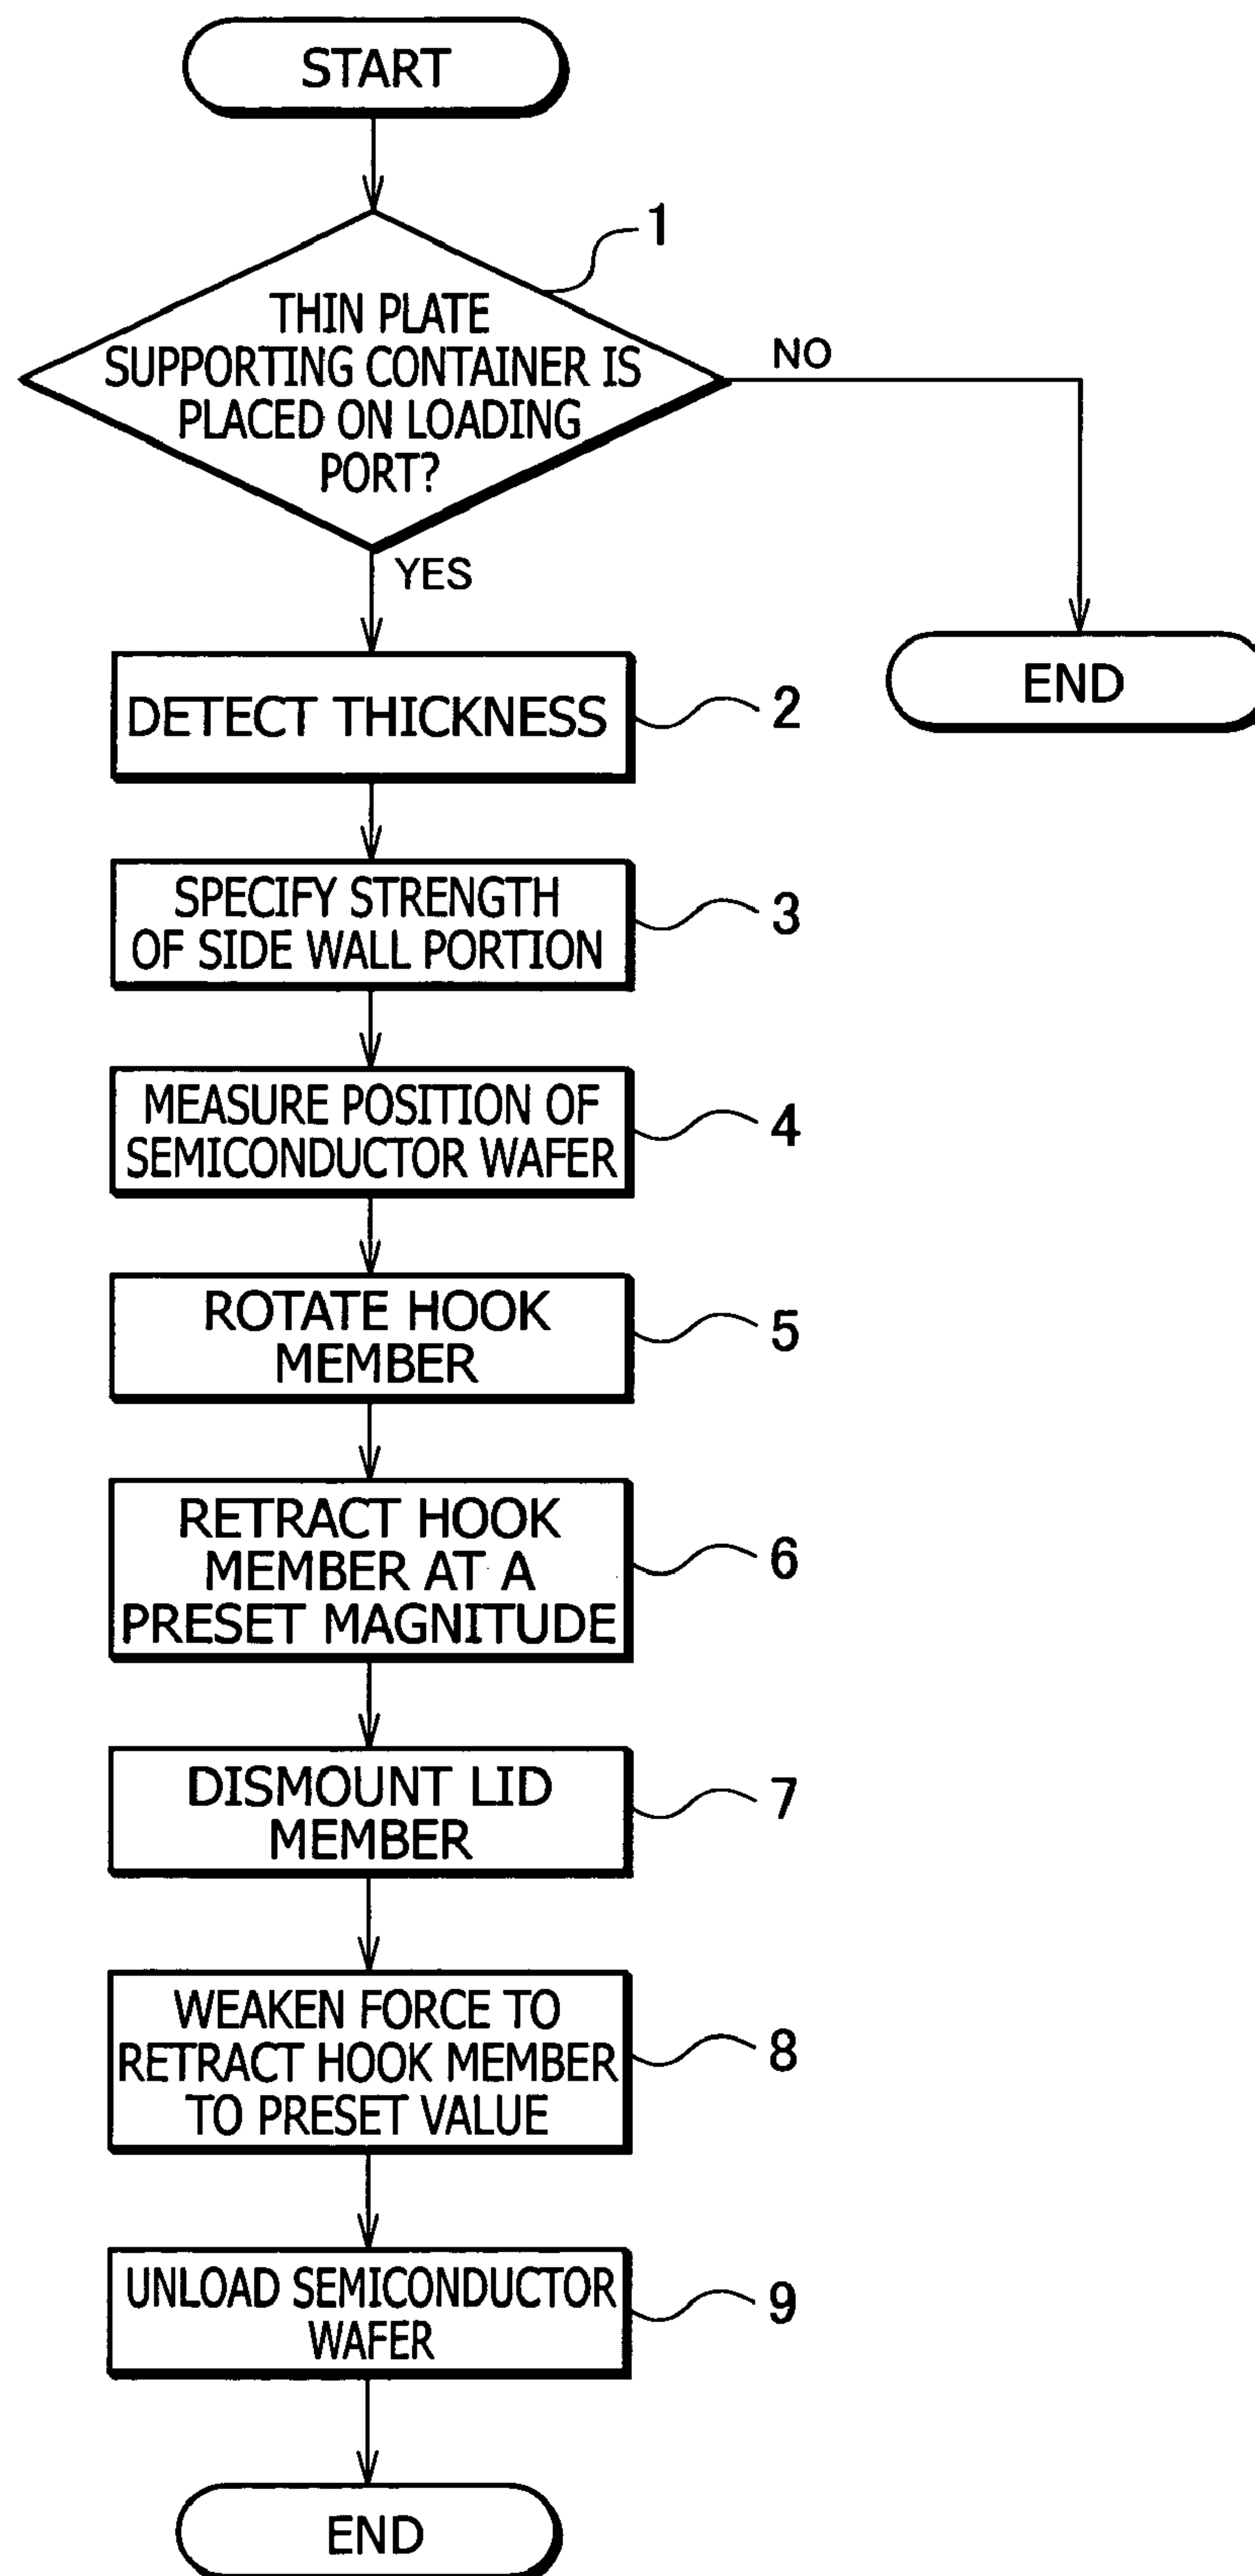 START
1
THIN PLATE
SUPPORTING CONTAINER IS
PLACED ON LOADING
PORT?
NO
YES
END
DETECT THICKNESS
2
SPECIFY STRENGTH
OF SIDE WALL PORTION
3
MEASURE POSITION OF
SEMICONDUCTOR WAFER
4
ROTATE HOOK
MEMBER
5
RETRACT HOOK
MEMBER AT A
PRESET MAGNITUDE
6
DISMOUNT LID
MEMBER
7
WEAKEN FORCE TO
RETRACT HOOK MEMBER
TO PRESET VALUE
8
UNLOAD SEMICONDUCTOR
WAFER
9
END